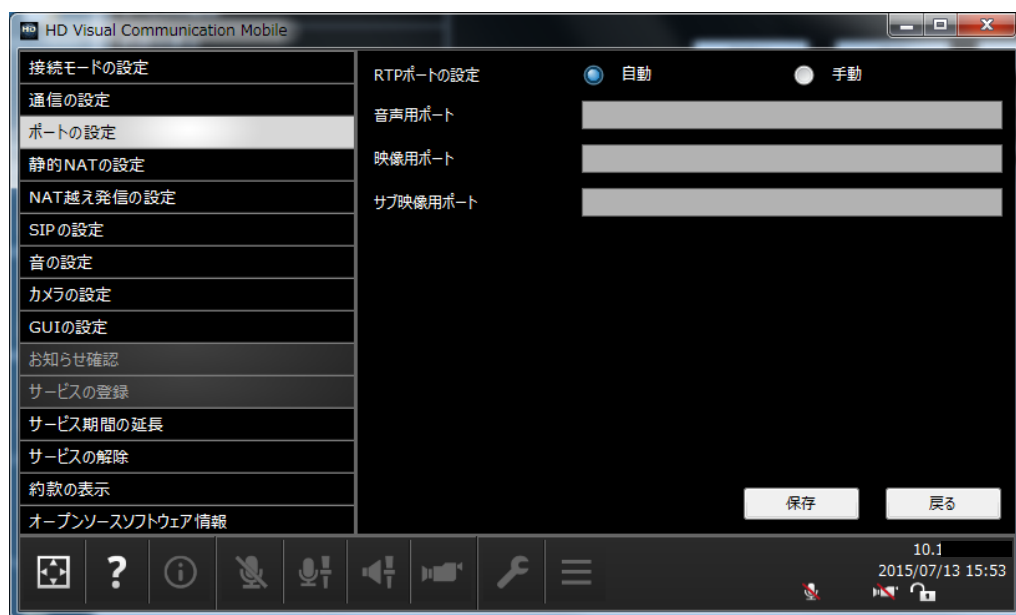 HD Visual Communication Mobile
接続モードの設定
通信の設定
ポートの設定
静的NATの設定
NAT越え発信の設定
SIPの設定
音の設定
カメラの設定
GUIの設定
お知らせ確認
サービスの登録
サービス期間の延長
サービスの解除
約款の表示
オープンソースソフトウェア情報
RTPポートの設定 自動 手動
音声用ポート
映像用ポート
サブ映像用ポート
保存 戻る
10.1
2015/07/13 15:53